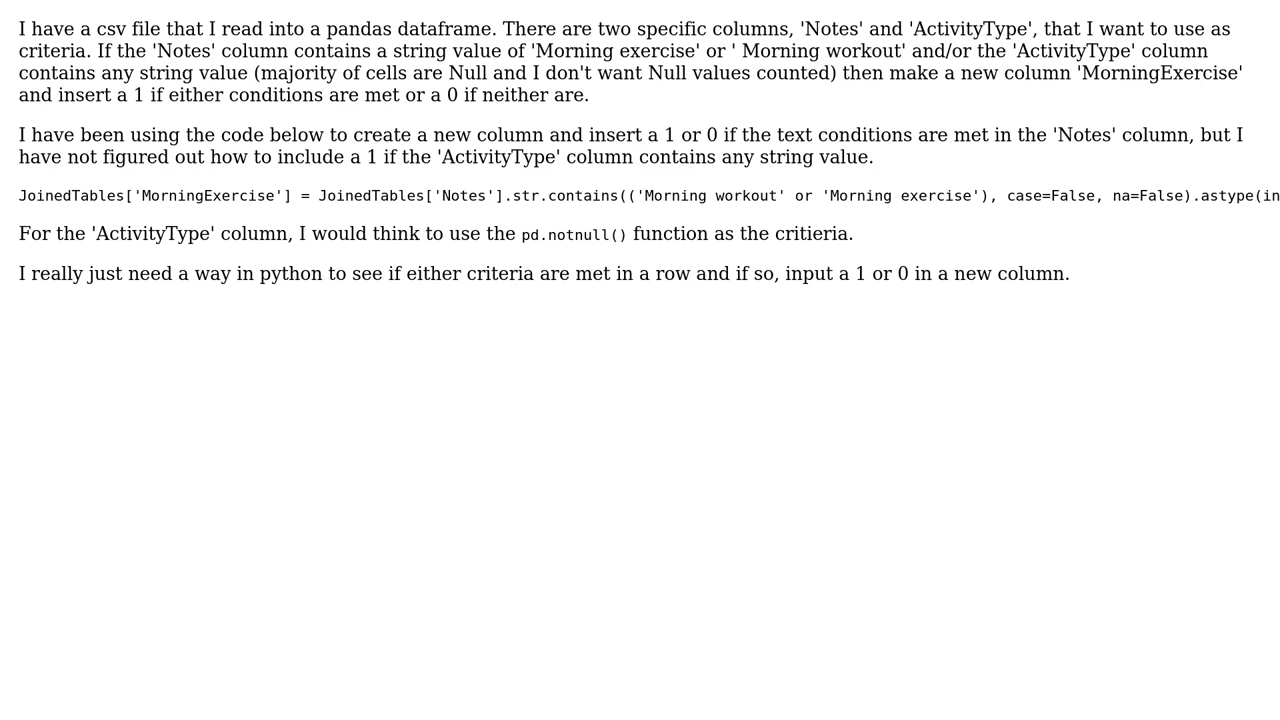 I have a csv file that I read into a pandas dataframe. There are two specific columns, 'Notes' and 'ActivityType', that I want to use as
criteria. If the 'Notes' column contains a string value of 'Morning exercise' or ' Morning workout' and/or the 'ActivityType' column
contains any string value (majority of cells are Null and I don't want Null values counted) then make a new column 'MorningExercise'
and insert a 1 if either conditions are met or a 0 if neither are.
I have been using the code below to create a new column and insert a 1 or 0 if the text conditions are met in the 'Notes' column, but I
have not figured out how to include a 1 if the 'ActivityType' column contains any string value.
JoinedTables['MorningExercise'] = JoinedTables['Notes'].str.contains(('Morning workout' or 'Morning exercise'), case=False, na=False).astype(in
For the 'ActivityType' column, I would think to use the pd.notnull() function as the critieria.
I really just need a way in python to see if either criteria are met in a row and if so, input a 1 or 0 in a new column.